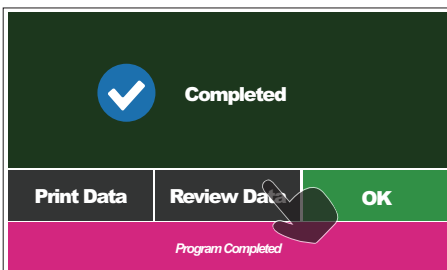 Completed
Print Data
Review Data
OK
Program Completed